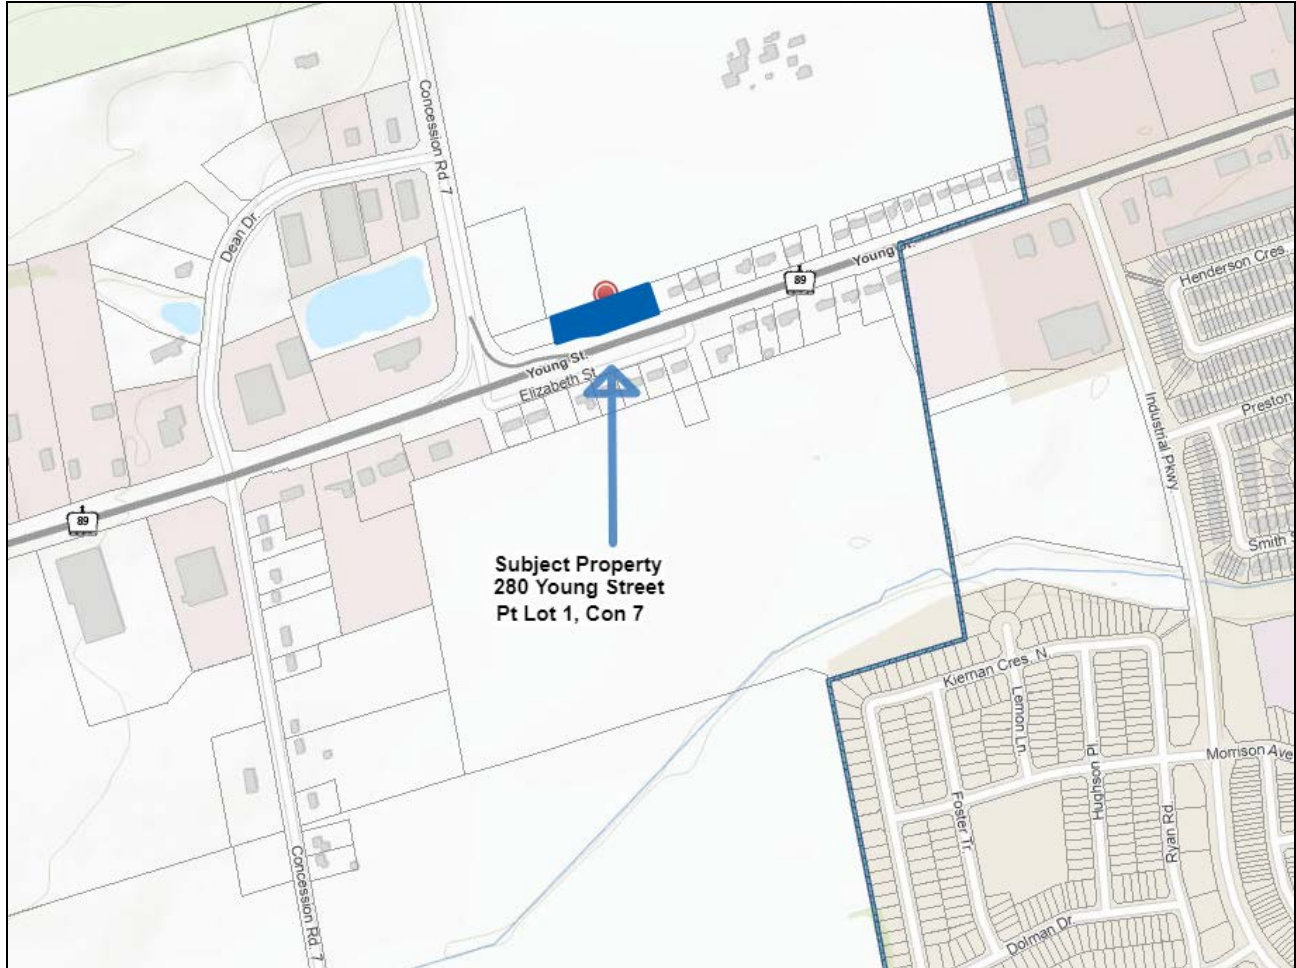 Concession Rd. 7
Dean Dr.
Young St.
89
Henderson Cres.
Young St.
Elizabeth St.
Preston
Industrial Pkwy.
89
Smith
Subject Property
280 Young Street
Pt Lot 1, Con 7
Kiernan Cres. N.
Lemon Ln.
Hughson Pl.
Morrison Ave
Foster Tr.
Ryan Rd.
Concession Rd. 7
Dolman Dr.